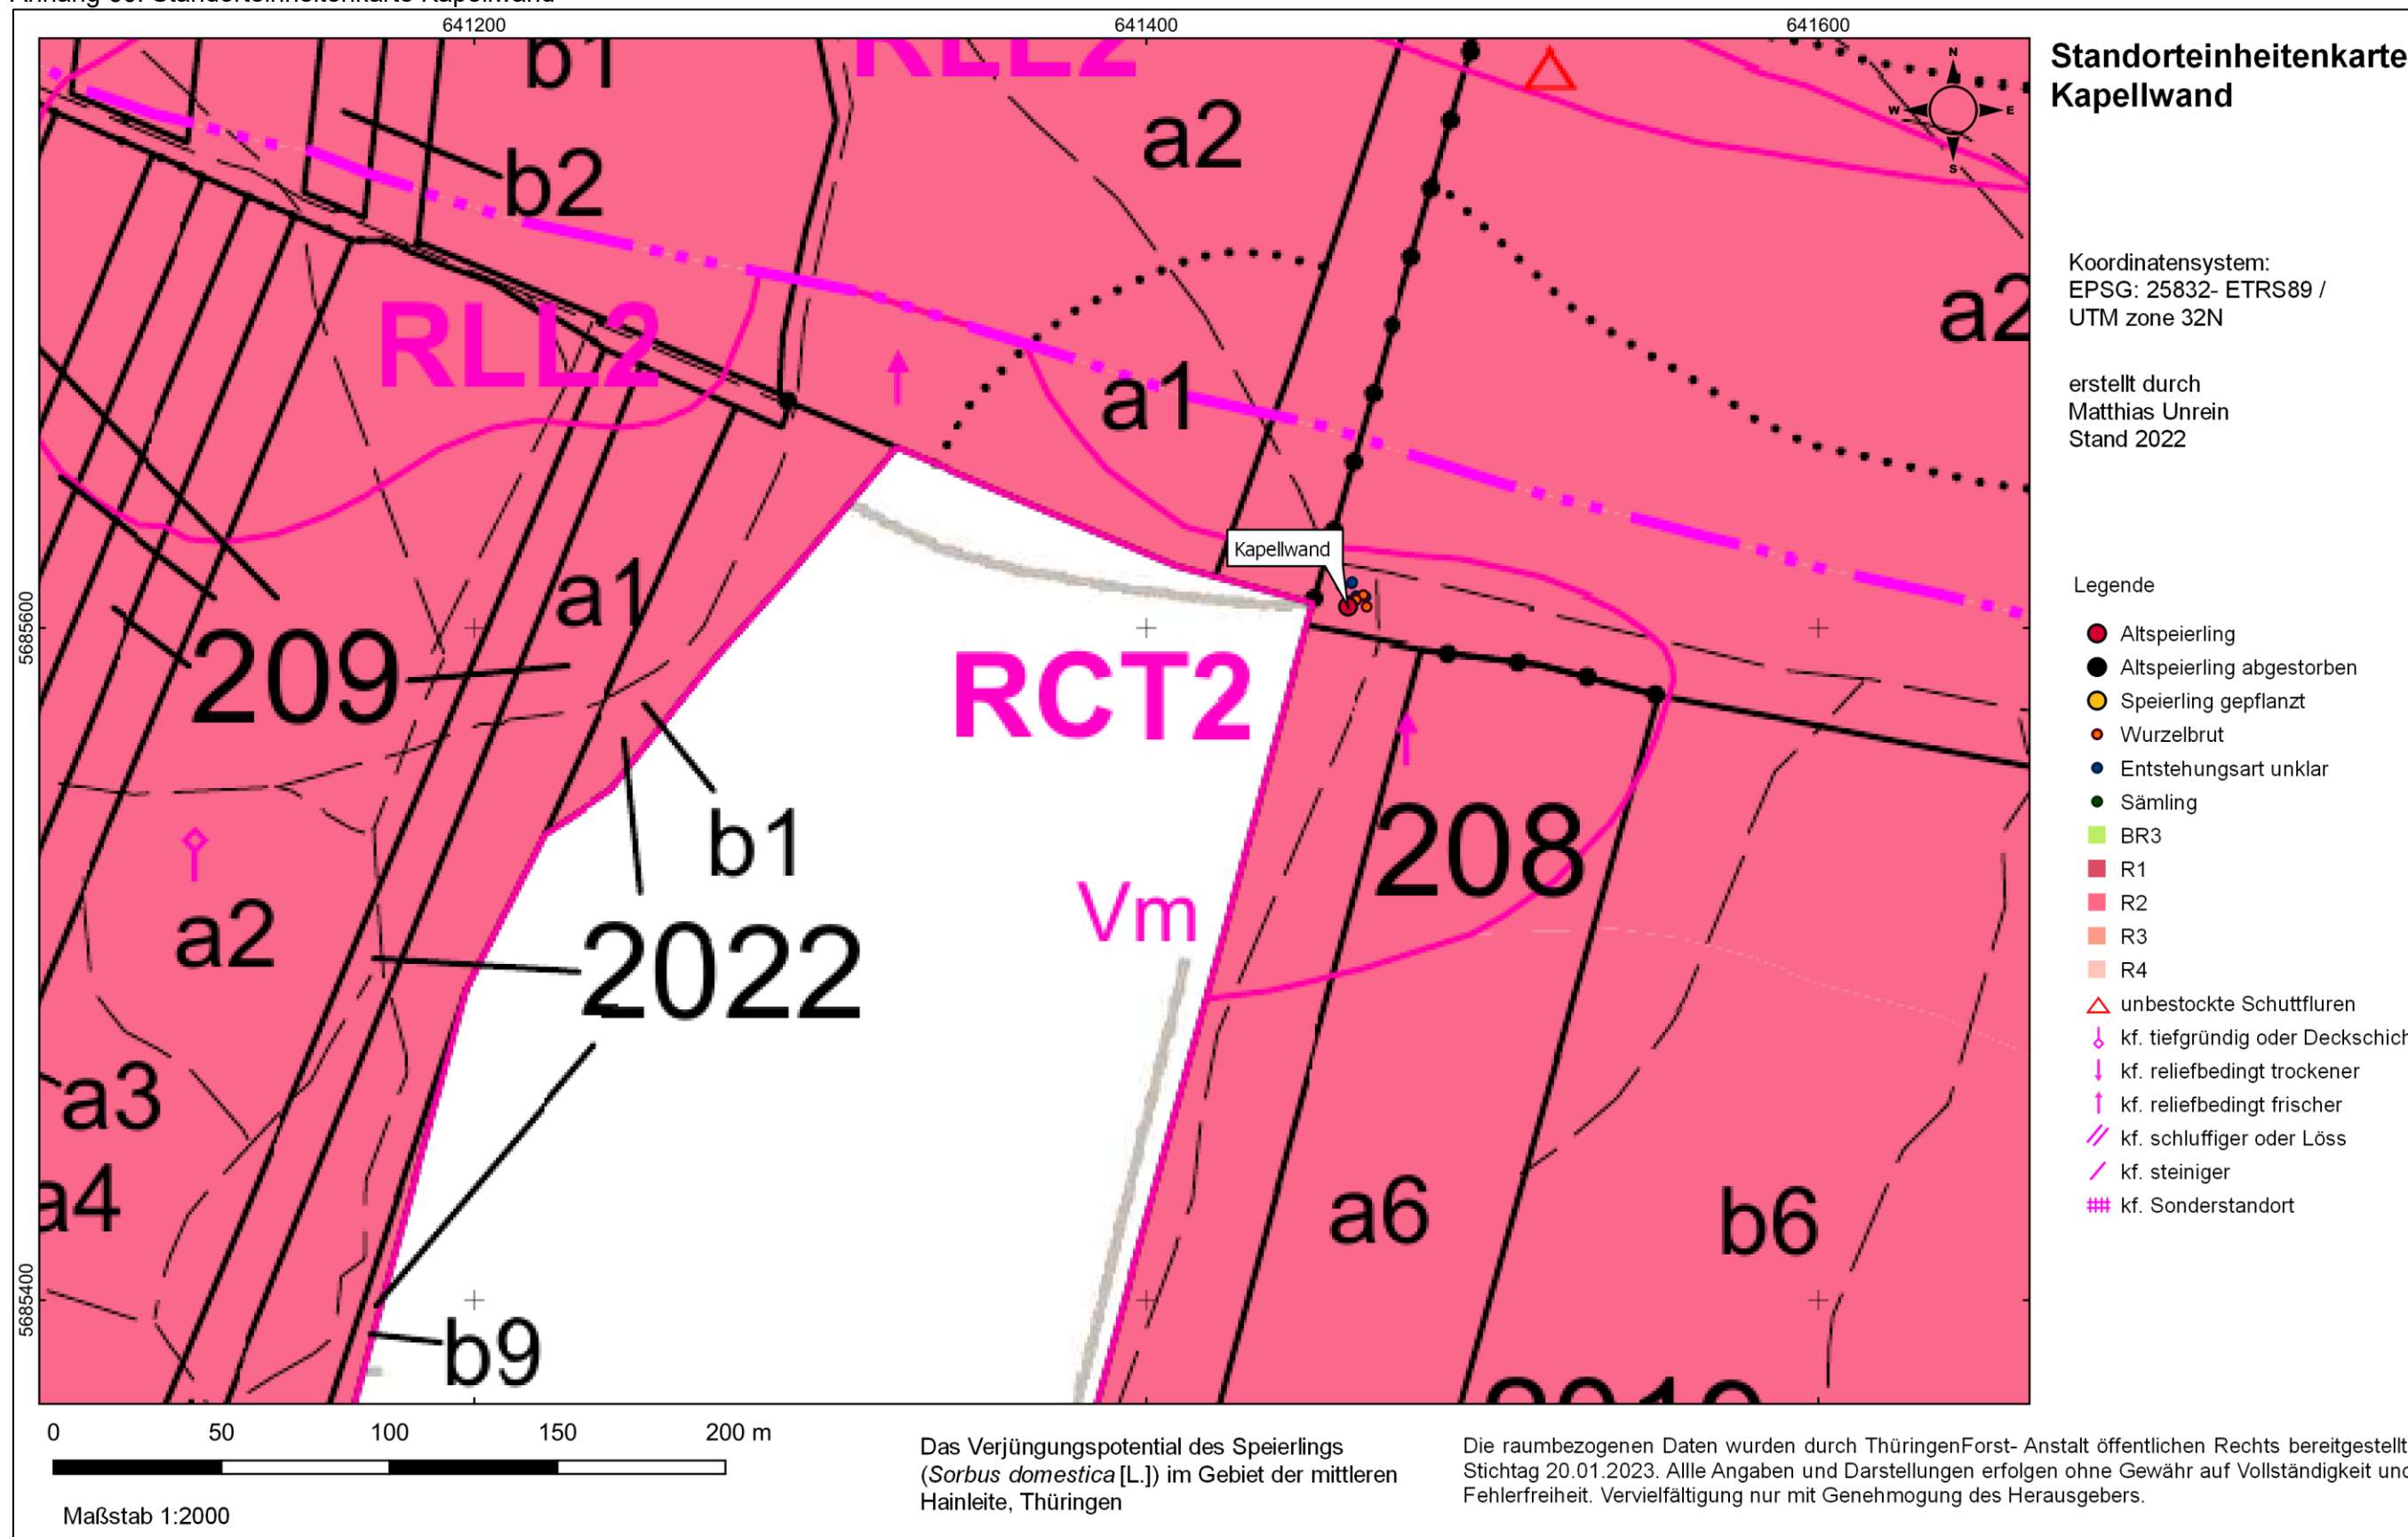 Anhang 66: Standorteinheitenkarte Kapellwand
641200
641400
641600
5685600
5685400
b1
RLL2
a2
b2
RLL2
a1
a2
Kapellwand
a1
209
RCT2
208
b1
Vm
a2
2022
a3
a4
a6
b6
b9
Standorteinheitenkarte
Kapellwand
N
W
E
S
Koordinatensystem:
EPSG: 25832- ETRS89 /
UTM zone 32N
erstellt durch
Matthias Unrein
Stand 2022
Legende
Altspeierling
Altspeierling abgestorben
Speierling gepflanzt
Wurzelbrut
Entstehungsart unklar
Sämling
BR3
R1
R2
R3
R4
unbestockte Schuttfluren
kf. tiefgründig oder Deckschich
kf. reliefbedingt trockener
kf. reliefbedingt frischer
kf. schluffiger oder Löss
kf. steiniger
kf. Sonderstandort
0 50 100 150 200 m
Maßstab 1:2000
Das Verjüngungspotential des Speierlings
(Sorbus domestica [L.]) im Gebiet der mittleren
Hainleite, Thüringen
Die raumbezogenen Daten wurden durch ThüringenForst- Anstalt öffentlichen Rechts bereitgestellt
Stichtag 20.01.2023. Allle Angaben und Darstellungen erfolgen ohne Gewähr auf Vollständigkeit und
Fehlerfreiheit. Vervielfältigung nur mit Genehmogung des Herausgebers.